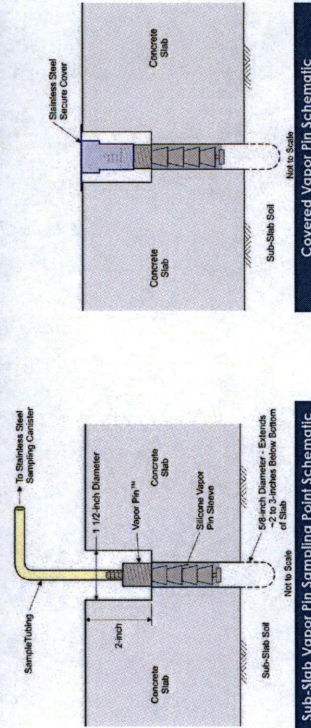 To Stainless Steel
Sampling Canister
SampleTubing
1 1/2-inch Diameter
2-inch
Vapor Pin™
Concrete
Slab
Concrete
Slab
Silicone Vapor
Pin Sleeve
5/8-inch Diameter - Extends
~2 to 3-inches Below Bottom
of Slab
Sub-Slab Soil
Not to Scale
Sub-Slab Vapor Pin Sampling Point Schematic
Stainless Steel
Secure Cover
Concrete
Slab
Concrete
Slab
Sub-Slab Soil
Not to Scale
Covered Vapor Pin Schematic